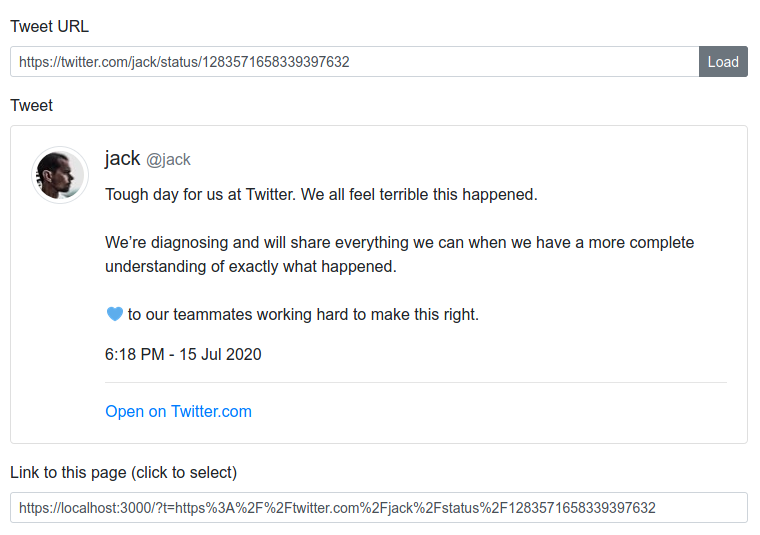 Tweet URL
https://twitter.com/jack/status/1283571658339397632
Load
Tweet
jack @jack
Tough day for us at Twitter. We all feel terrible this happened.
We’re diagnosing and will share everything we can when we have a more complete
understanding of exactly what happened.
💙 to our teammates working hard to make this right.
6:18 PM - 15 Jul 2020
Open on Twitter.com
Link to this page (click to select)
https://localhost:3000/?t=https%3A%2F%2Ftwitter.com%2Fjack%2Fstatus%2F1283571658339397632